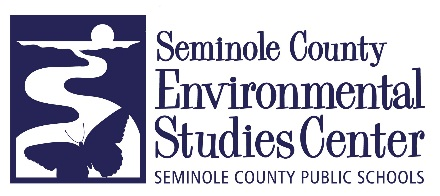 Seminole County
Environmental
Studies Center
SEMINOLE COUNTY PUBLIC SCHOOLS